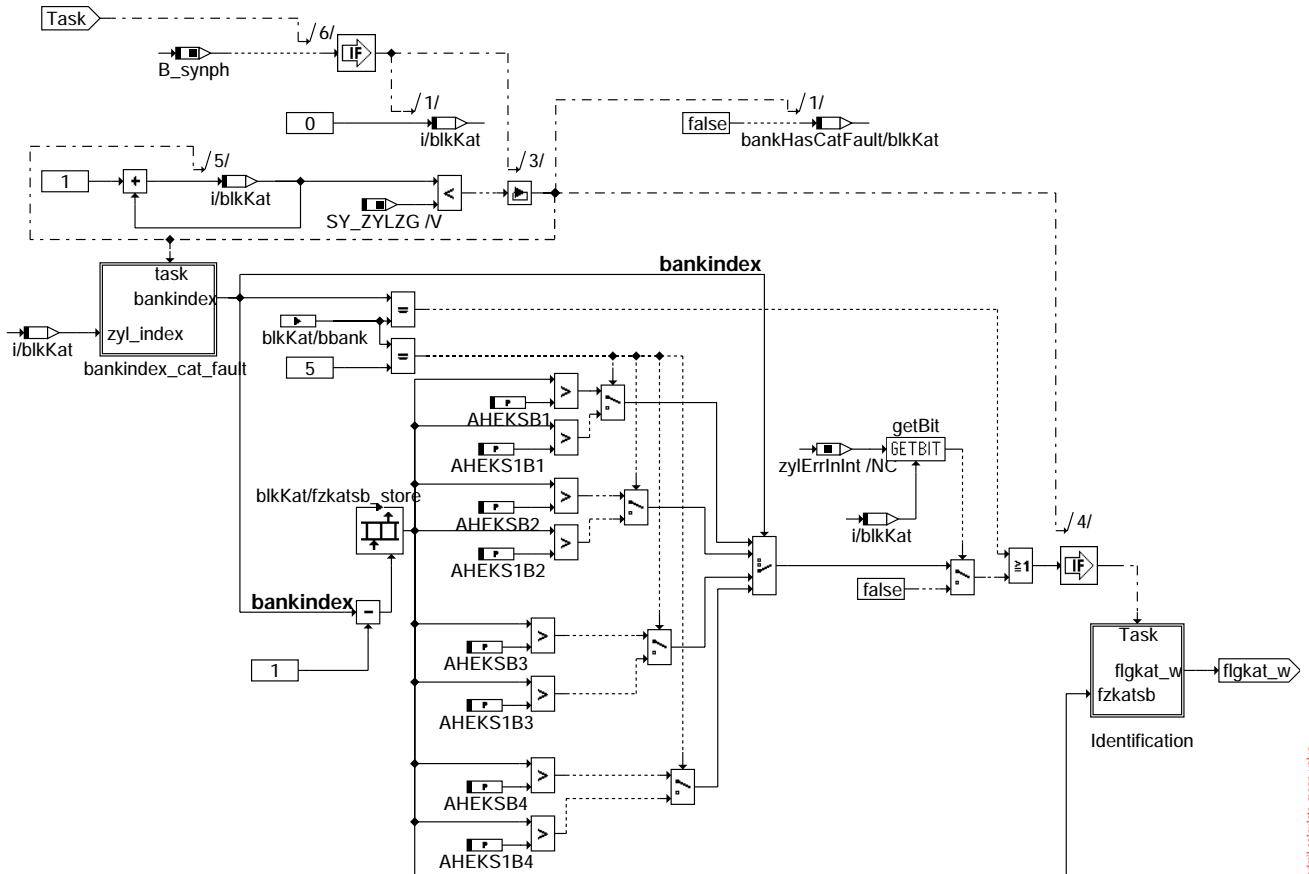 Task
/6/
IF
B_synph
/1/
0
i/blkKat
/1/
false
bankHasCatFault/blkKat
/5/
/3/
1
+
i/blkKat
<
SY_ZYLZG /V
task
bankindex
zyl_index
i/blkKat
bankindex_cat_fault
bankindex
=
blkKat/bbank
=
5
>
P
AHEKSB1
>
P
AHEKS1B1
getBit
GETBIT
zylErrInInt /NC
blkKat/fzkatsb_store
>
P
AHEKSB2
>
P
AHEKS1B2
i/blkKat
/4/
≥1
IF
false
bankindex
-
1
>
P
AHEKSB3
>
P
AHEKS1B3
Task
flgkat_w
fzkatsb
flgkat_w
Identification
>
P
AHEKSB4
>
P
AHEKS1B4